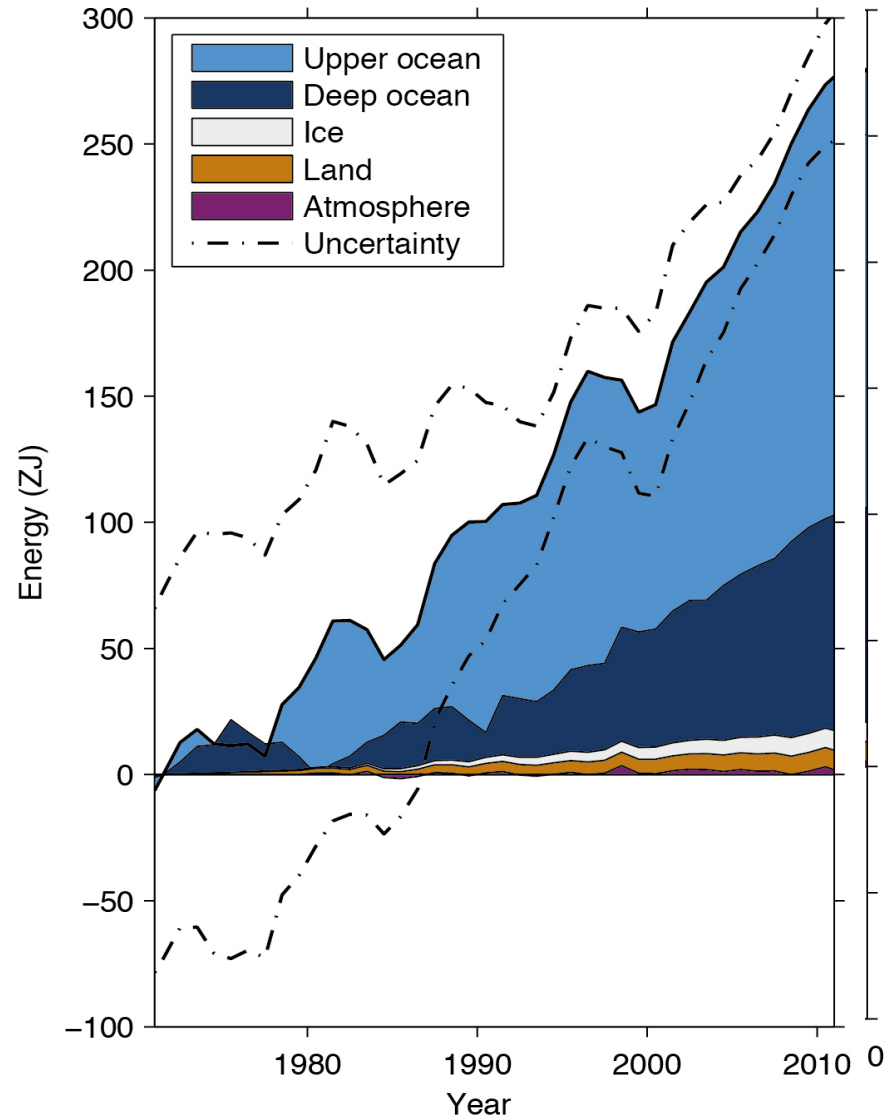 300
250
200
150
100
50
0
−50
−100
Energy (ZJ)
Upper ocean
Deep ocean
Ice
Land
Atmosphere
Uncertainty
1980
1990
2000
2010
0
Year